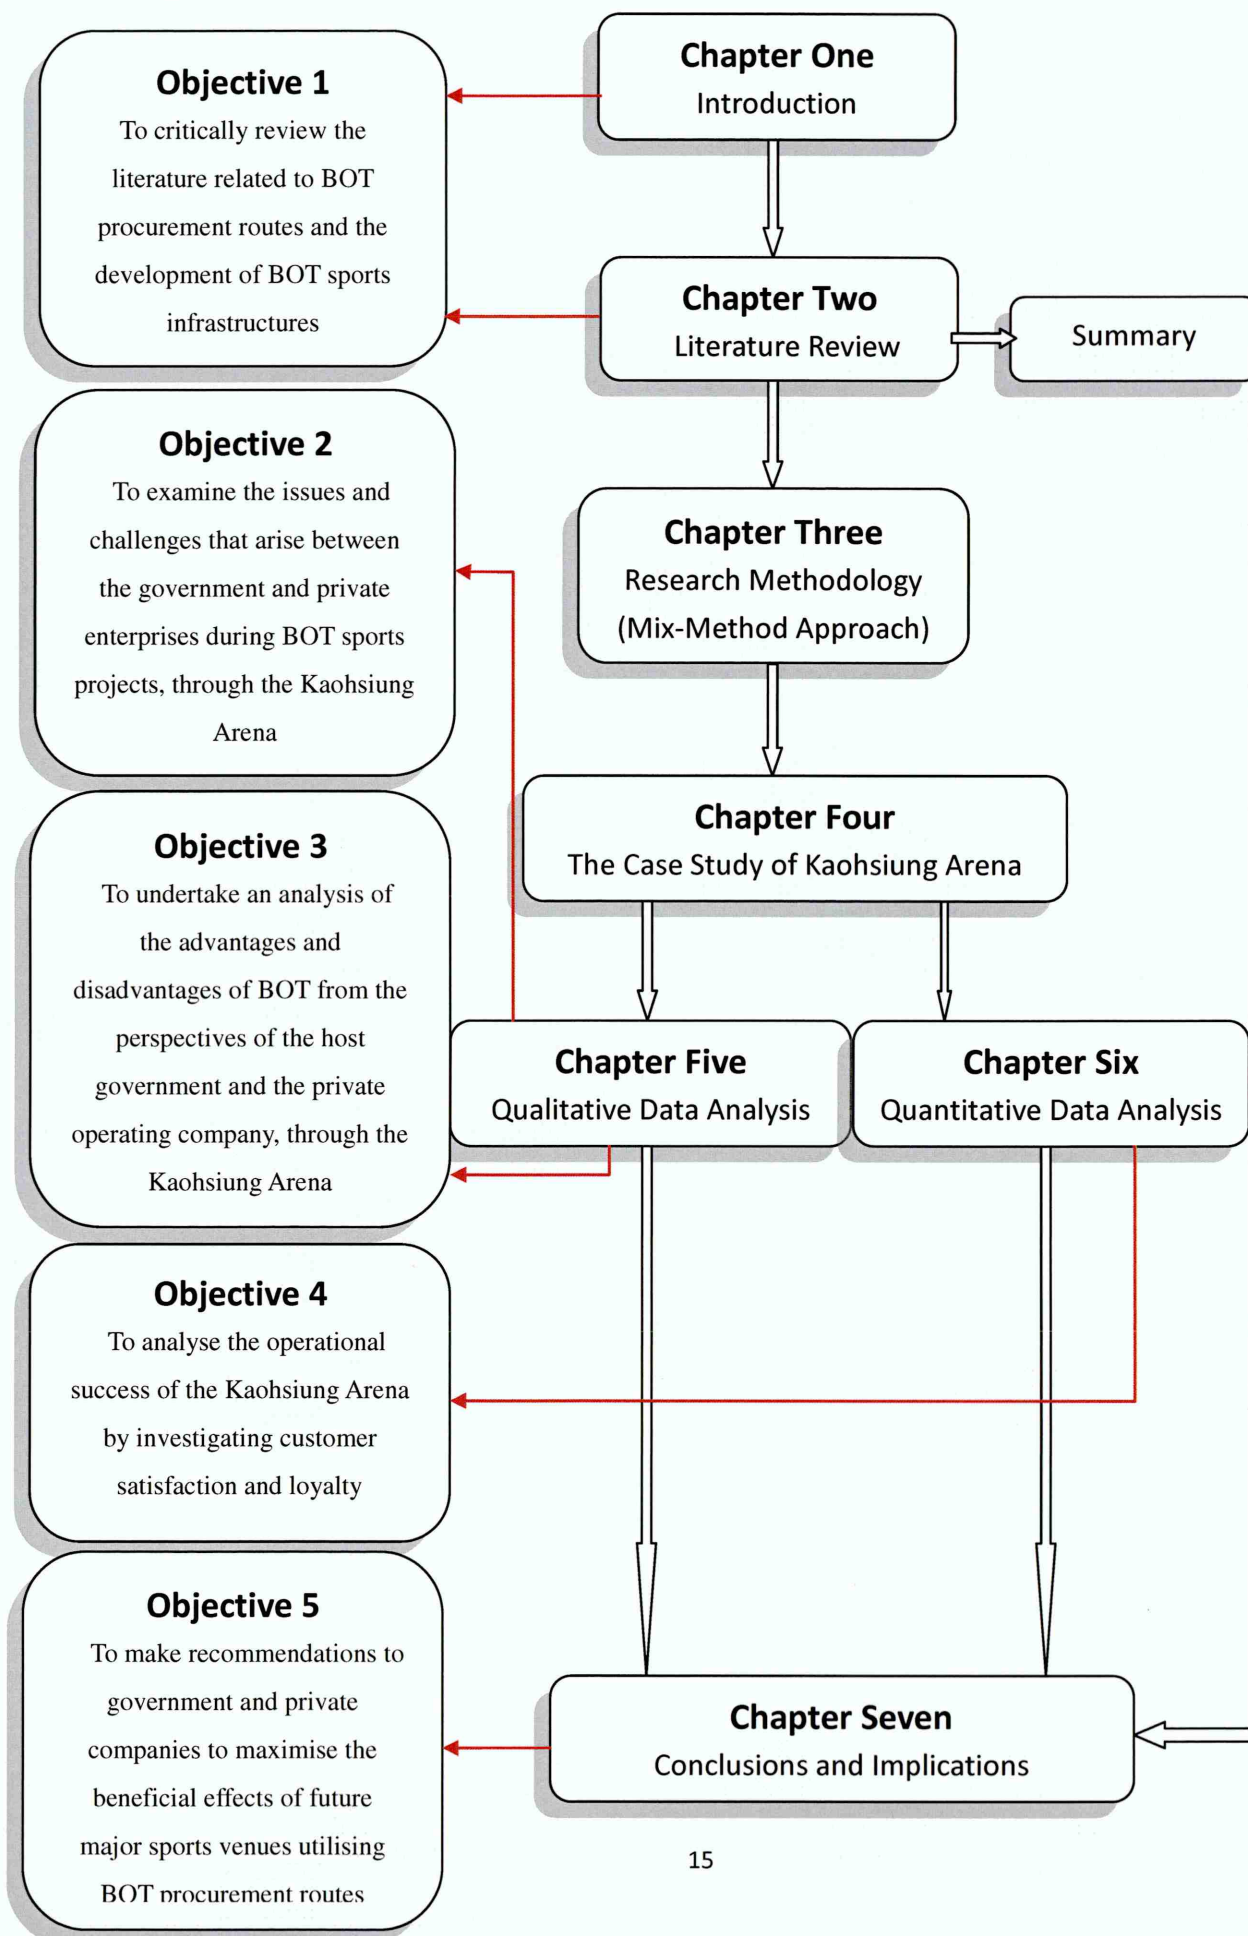 Objective 1
To critically review the
literature related to BOT
procurement routes and the
development of BOT sports
infrastructures
Objective 2
To examine the issues and
challenges that arise between
the government and private
enterprises during BOT sports
projects, through the Kaohsiung
Arena
Objective 3
To undertake an analysis of
the advantages and
disadvantages of BOT from the
perspectives of the host
government and the private
operating company, through the
Kaohsiung Arena
Objective 4
To analyse the operational
success of the Kaohsiung Arena
by investigating customer
satisfaction and loyalty
Objective 5
To make recommendations to
government and private
companies to maximise the
beneficial effects of future
major sports venues utilising
BOT procurement routes
Chapter One
Introduction
Chapter Two
Literature Review
Summary
Chapter Three
Research Methodology
(Mix-Method Approach)
Chapter Four
The Case Study of Kaohsiung Arena
Chapter Five
Qualitative Data Analysis
Chapter Six
Quantitative Data Analysis
Chapter Seven
Conclusions and Implications
15